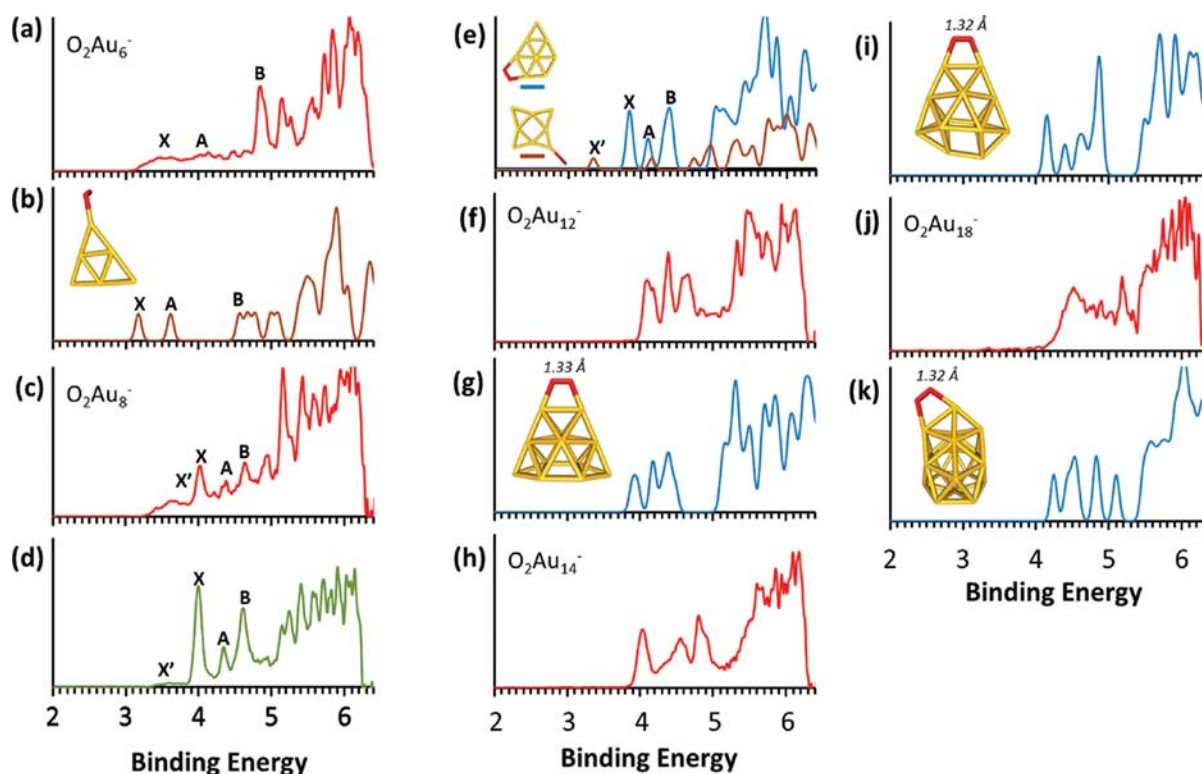 (a)
O₂Au₆⁻
X
A
B
(b)
X
A
B
(c)
O₂Au₈⁻
X'
X
A
B
(d)
X'
X
A
B
2 3 4 5 6
Binding Energy
(e)
X'
X
A
B
(f)
O₂Au₁₂⁻
(g)
1.33 Å
(h)
O₂Au₁₄⁻
2 3 4 5 6
Binding Energy
(i)
1.32 Å
(j)
O₂Au₁₈⁻
(k)
1.32 Å
2 3 4 5 6
Binding Energy